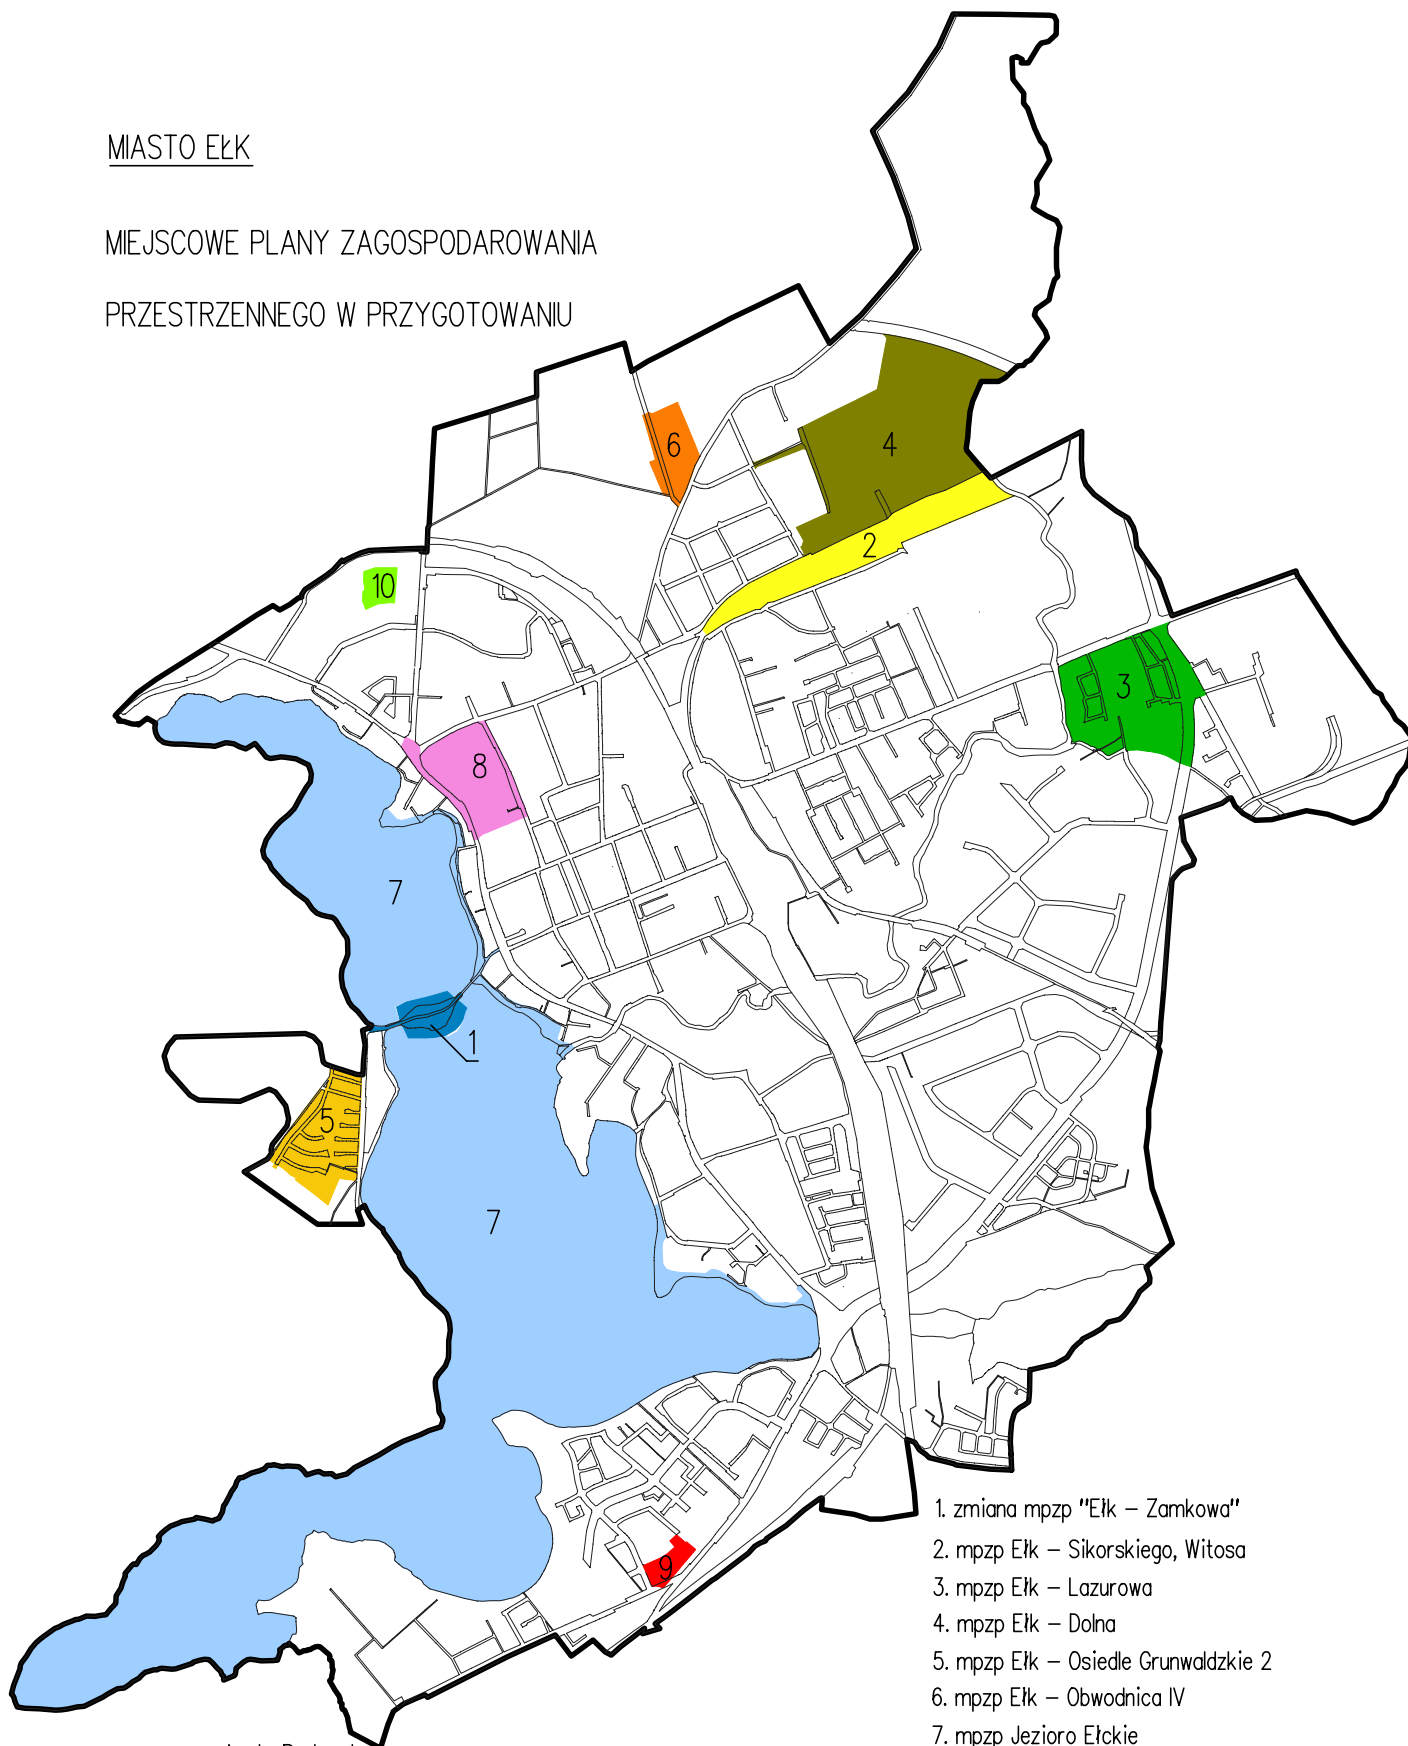 MIASTO EŁK
MIEJSCOWE PLANY ZAGOSPODAROWANIA
PRZESTRZENNEGO W PRZYGOTOWANIU
6
4
2
10
3
8
7
1
5
7
9
1. zmiana mpzp "Ełk – Zamkowa"
2. mpzp Ełk – Sikorskiego, Witosa
3. mpzp Ełk – Lazurowa
4. mpzp Ełk – Dolna
5. mpzp Ełk – Osiedle Grunwaldzkie 2
6. mpzp Ełk – Obwodnica IV
7. mpzp Jezioro Ełckie